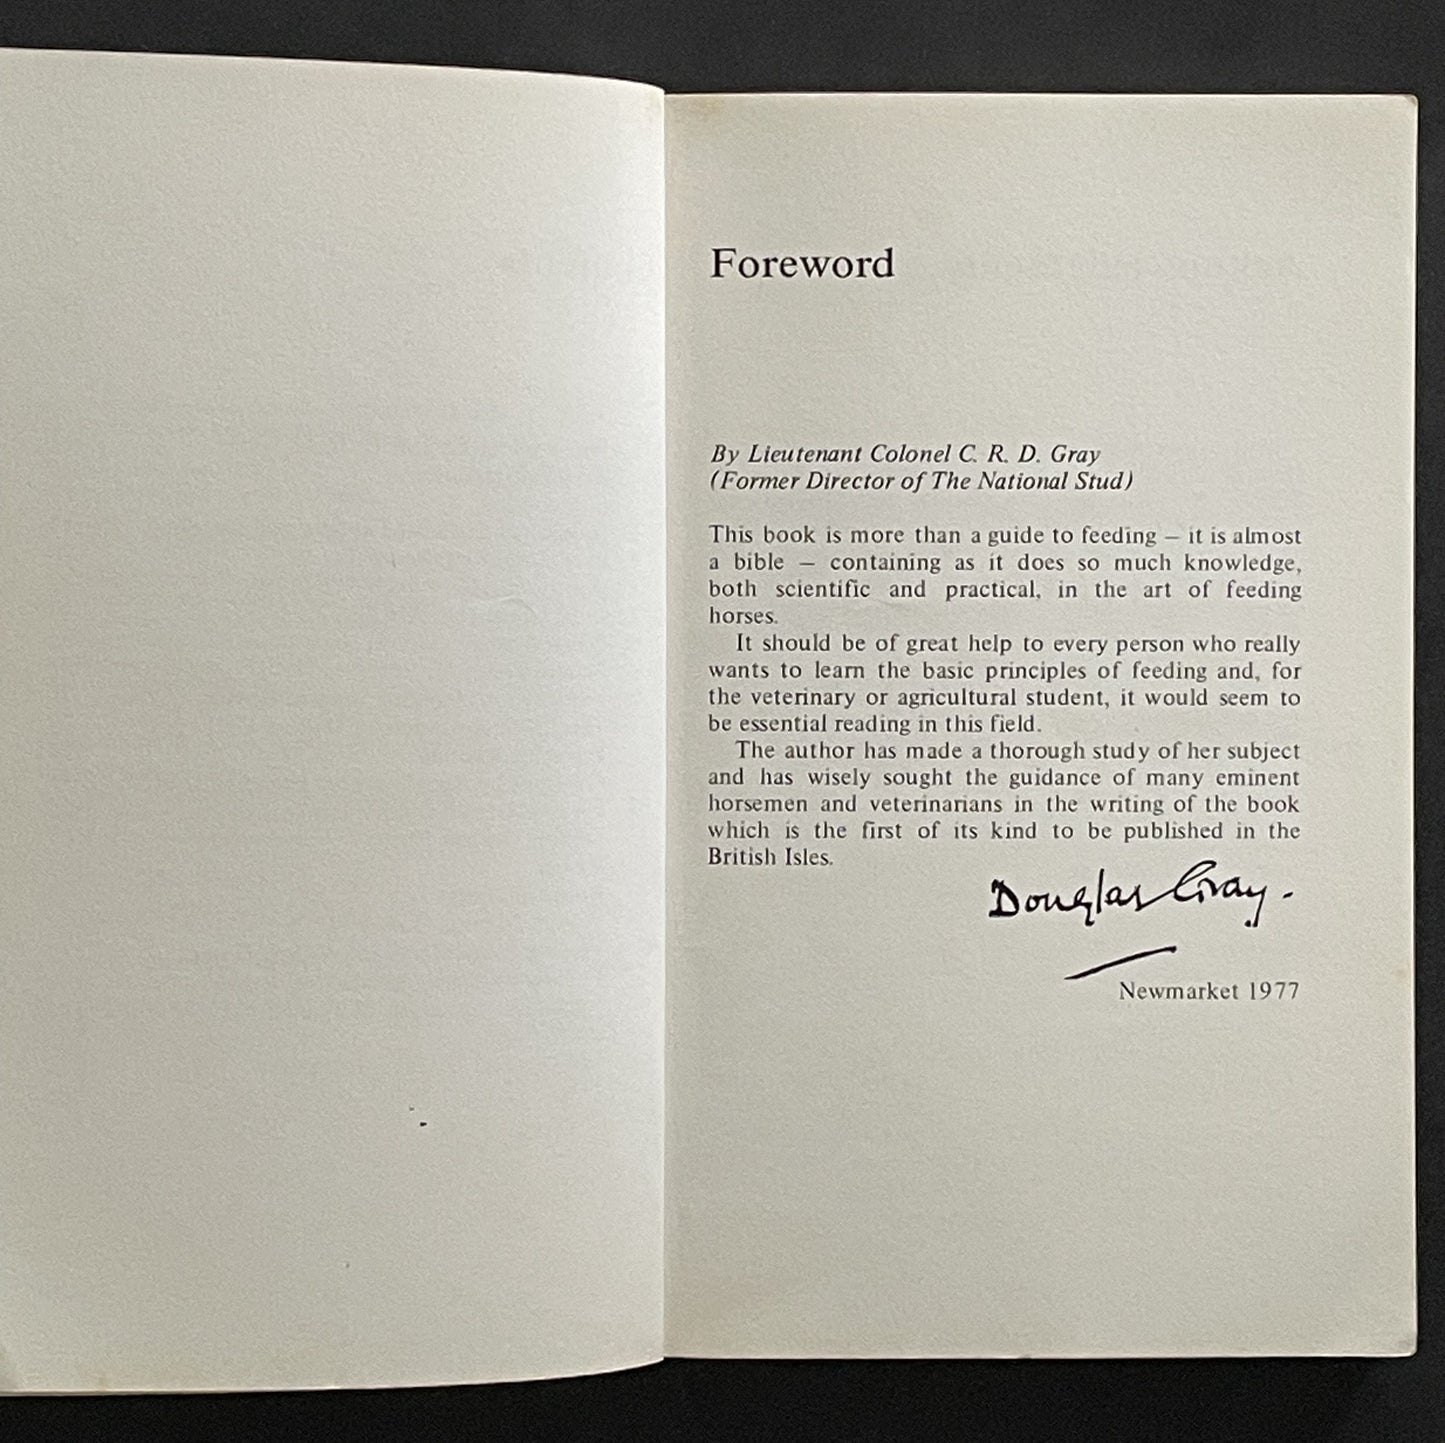 Foreword
By Lieutenant Colonel C. R. D. Gray
(Former Director of The National Stud)
This book is more than a guide to feeding – it is almost
a bible – containing as it does so much knowledge,
both scientific and practical, in the art of feeding
horses.
It should be of great help to every person who really
wants to learn the basic principles of feeding and, for
the veterinary or agricultural student, it would seem to
be essential reading in this field.
The author has made a thorough study of her subject
and has wisely sought the guidance of many eminent
horsemen and veterinarians in the writing of the book
which is the first of its kind to be published in the
British Isles.
Douglas Gray.
Newmarket 1977